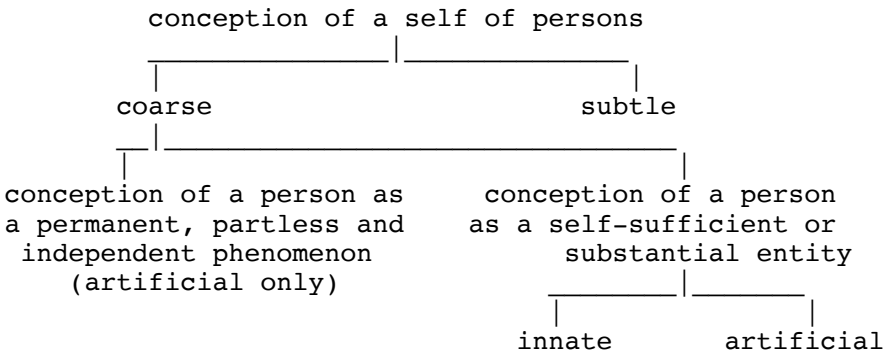 conception of a self of persons
coarse subtle
conception of a person as conception of a person
a permanent, partless and as a self-sufficient or
independent phenomenon substantial entity
(artificial only)
innate artificial